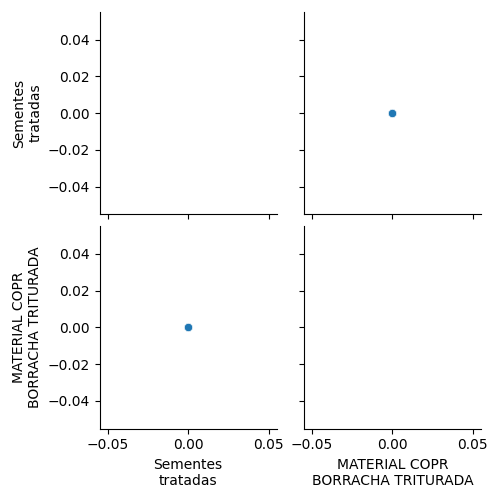 0.04
0.02
0.00
−0.02
−0.04
Sementes
tratadas
0.04
0.02
0.00
−0.02
−0.04
MATERIAL COPR
BORRACHA TRITURADA
−0.05 0.00 0.05
−0.05 0.00 0.05
Sementes
tratadas
MATERIAL COPR
BORRACHA TRITURADA